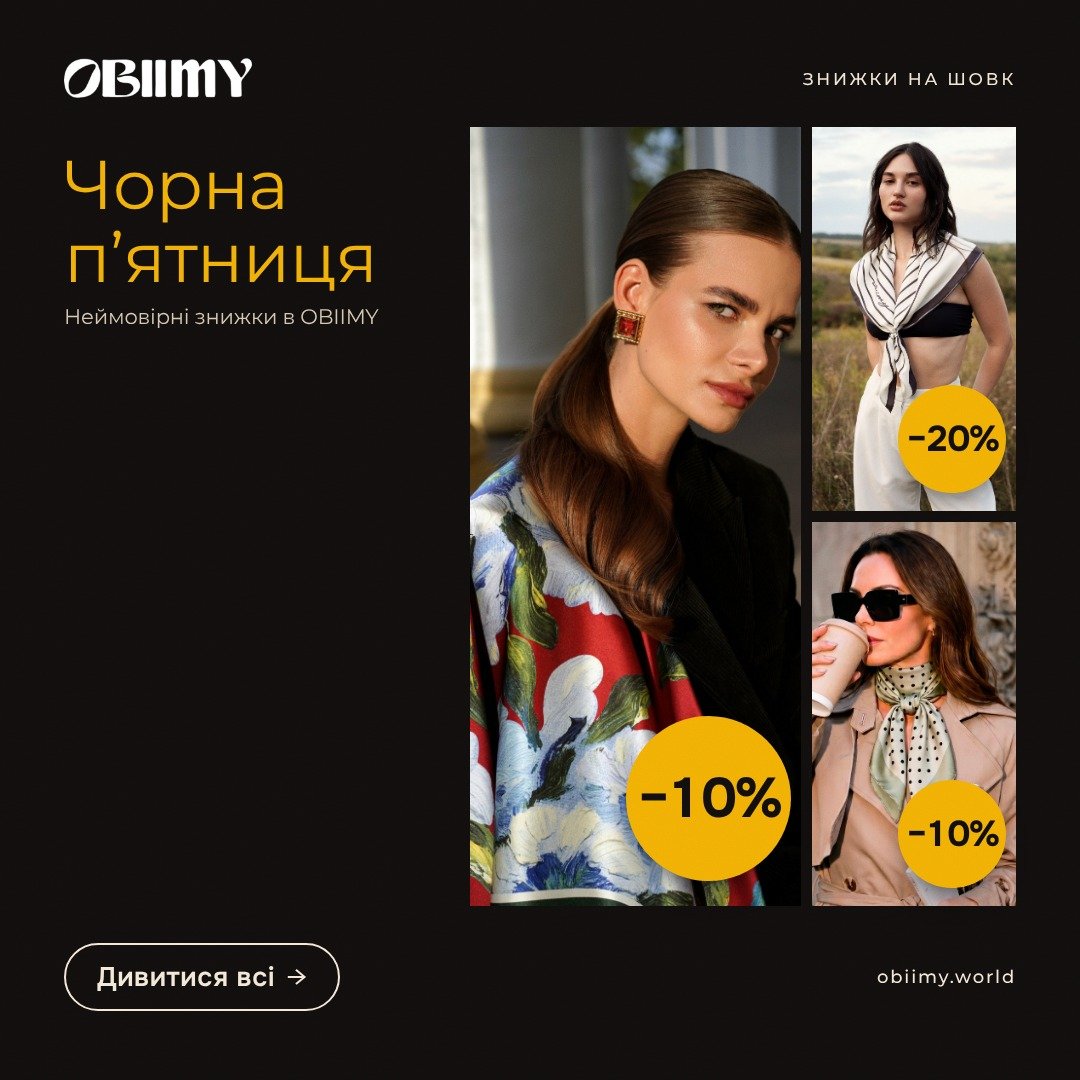 OBIIMY
ЗНИЖКИ НА ШОВК
Чорна
п’ятниця
Неймовірні знижки в OBIIMY
-20%
-10%
-10%
Дивитися всі →
obiimy.world